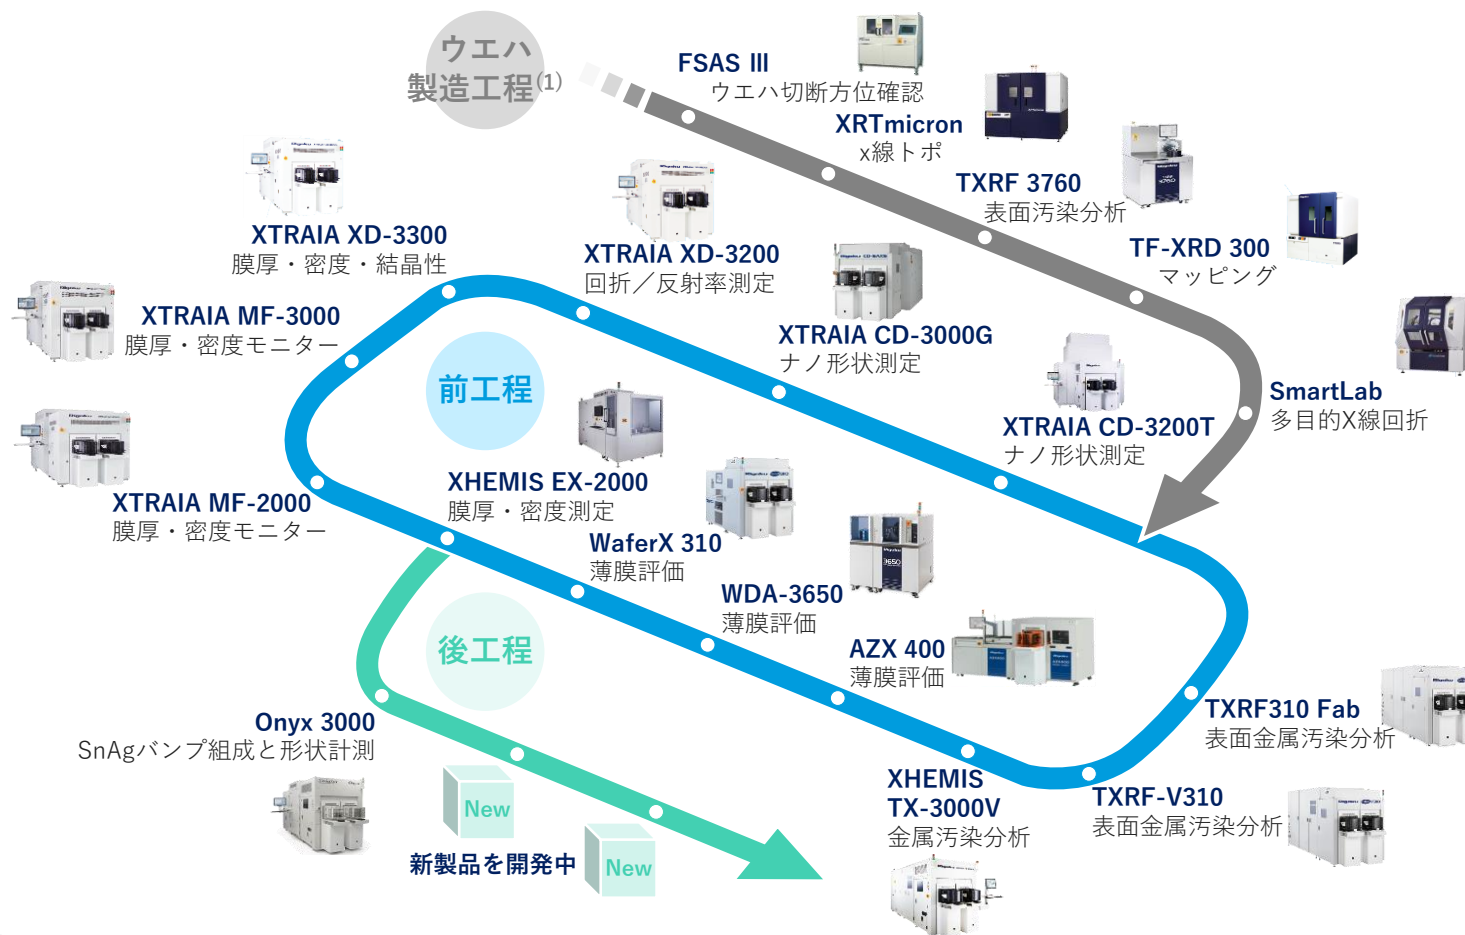 ウエハ
製造工程(1)
FSAS III
ウエハ切断方位確認
XRTmicron
x線トポ
TXRF 3760
表面汚染分析
TF-XRD 300
マッピング
SmartLab
多目的X線回折
XTRAIA XD-3300
膜厚・密度・結晶性
XTRAIA XD-3200
回折／反射率測定
XTRAIA CD-3000G
ナノ形状測定
XTRAIA CD-3200T
ナノ形状測定
XTRAIA MF-3000
膜厚・密度モニター
前工程
XTRAIA MF-2000
膜厚・密度モニター
XHEMIS EX-2000
膜厚・密度測定
WaferX 310
薄膜評価
WDA-3650
薄膜評価
AZX 400
薄膜評価
TXRF310 Fab
表面金属汚染分析
TXRF-V310
表面金属汚染分析
XHEMIS
TX-3000V
金属汚染分析
後工程
Onyx 3000
SnAgバンプ組成と形状計測
New
New
新製品を開発中